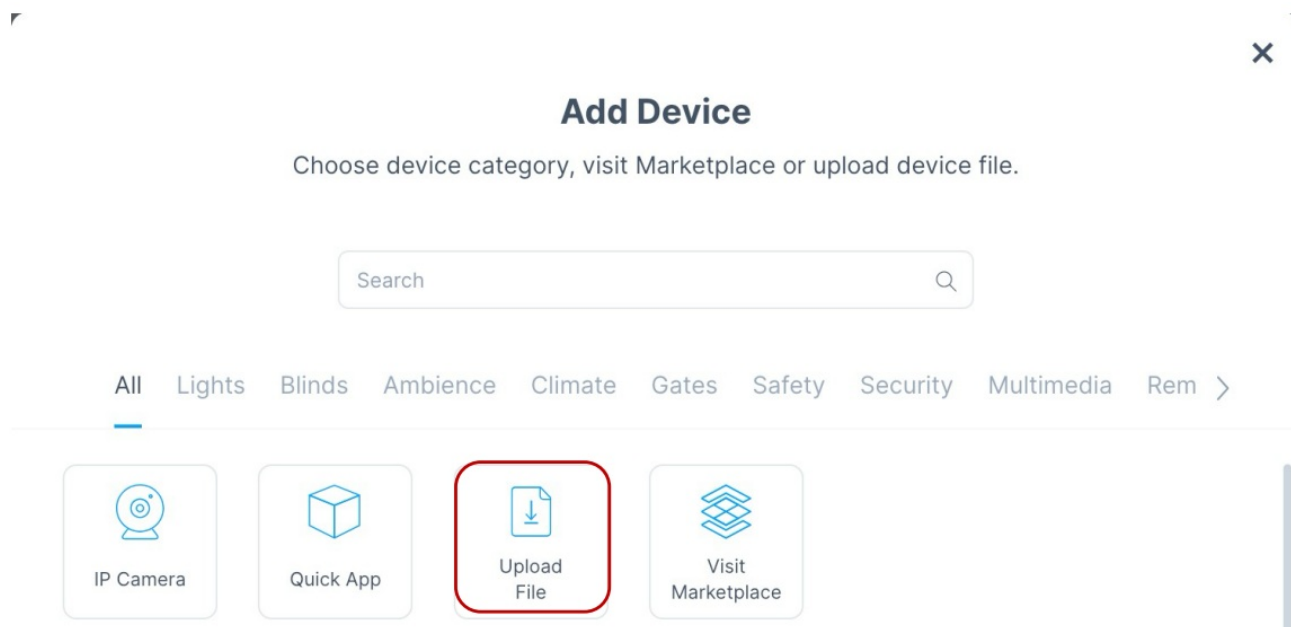 Add Device
Choose device category, visit Marketplace or upload device file.
Search
All Lights Blinds Ambience Climate Gates Safety Security Multimedia Rem
IP Camera
Quick App
Upload
File
Visit
Marketplace